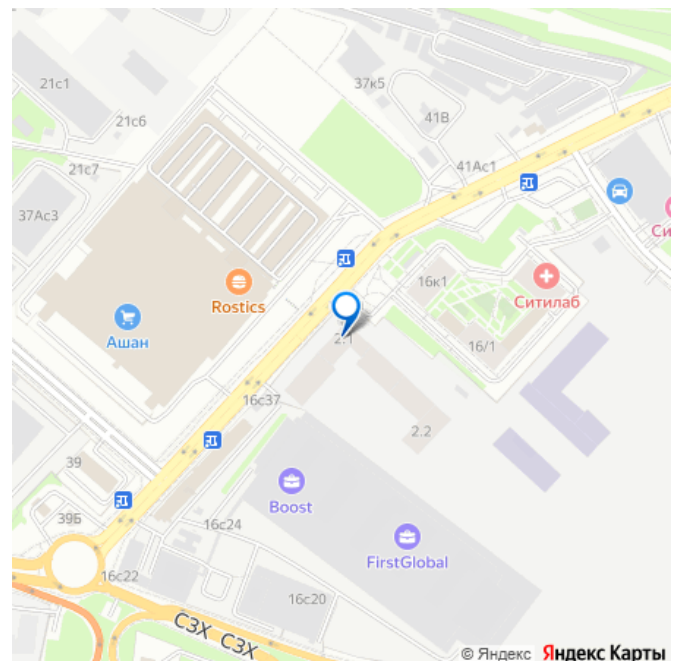 21с1
37к5
21с6
41В
21с7
41Ас1
37Ас3
16к1
Си
Rostics
Ситилаб
Ашан
2.1
16/1
16с37
2.2
39
Boost
39Б
16с24
FirstGlobal
16с22
16с20
СЗХ СЗХ
© Яндекс Яндекс Карты